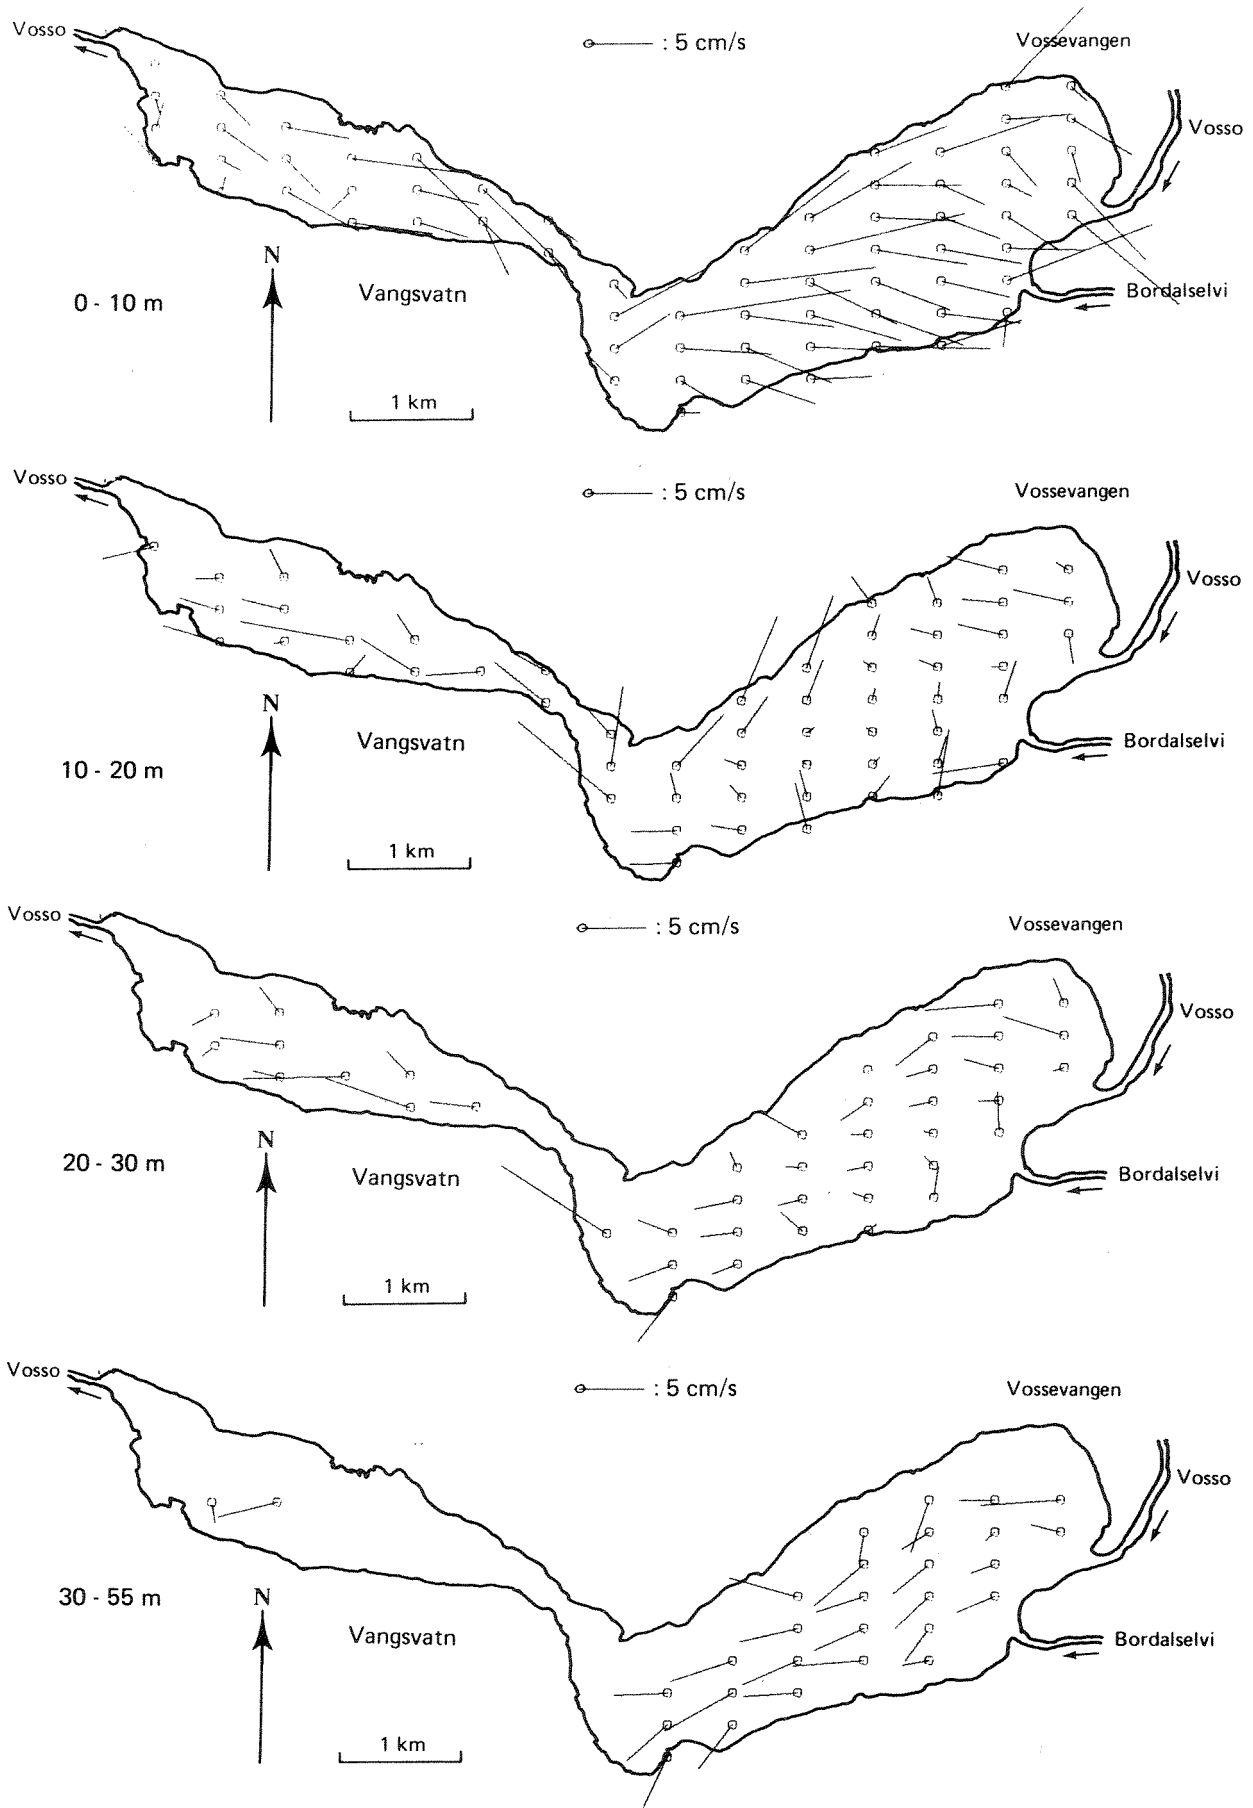 Vosso
: 5 cm/s
Vossevangen
Vosso
N
0 - 10 m
Vangsvatn
Bordalselvi
1 km
Vosso
: 5 cm/s
Vossevangen
Vosso
N
10 - 20 m
Vangsvatn
Bordalselvi
1 km
Vosso
: 5 cm/s
Vossevangen
Vosso
N
20 - 30 m
Vangsvatn
Bordalselvi
1 km
Vosso
: 5 cm/s
Vossevangen
Vosso
N
30 - 55 m
Vangsvatn
Bordalselvi
1 km